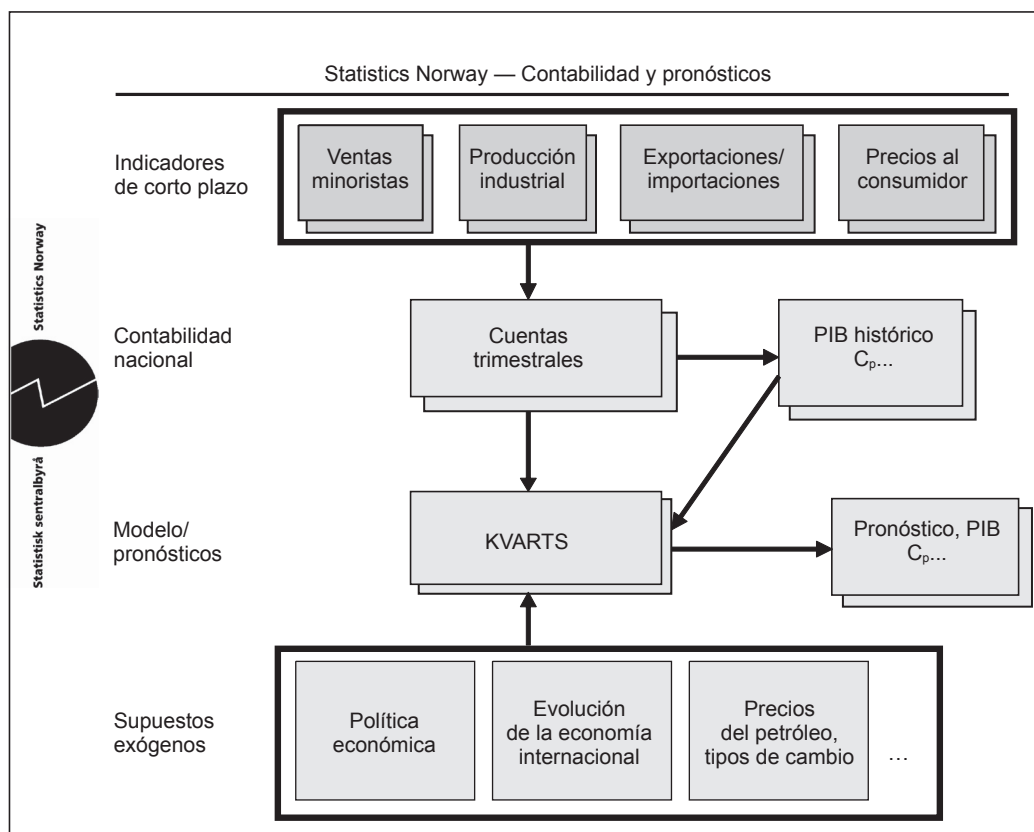 Statistics Norway — Contabilidad y pronósticos
Indicadores
de corto plazo
Ventas
minoristas
Producción
industrial
Exportaciones/
importaciones
Precios al
consumidor
Statistics Norway
Statistisk sentralbyrå
Contabilidad
nacional
Cuentas
trimestrales
PIB histórico
Cₚ...
Modelo/
pronósticos
KVARTS
Pronóstico, PIB
Cₚ...
Supuestos
exógenos
Política
económica
Evolución
de la economía
internacional
Precios
del petróleo,
tipos de cambio
...